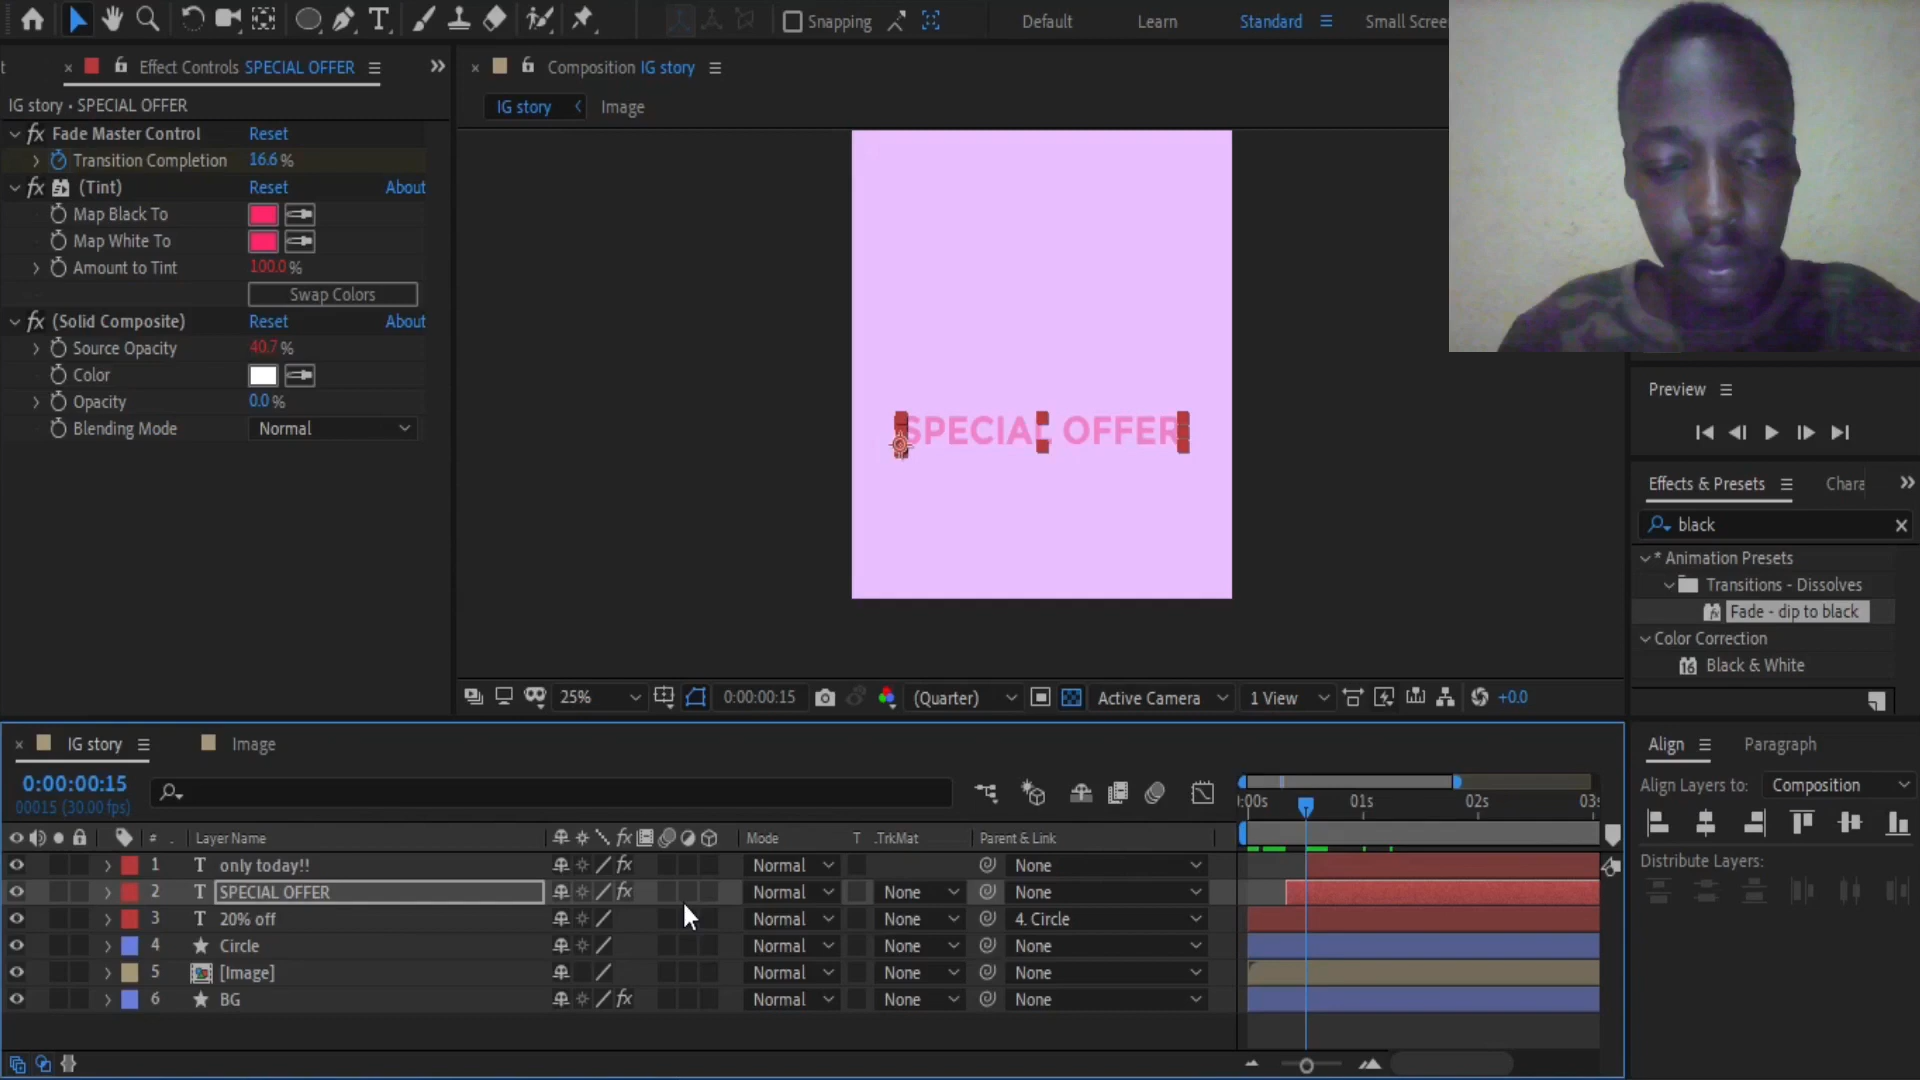 Snapping
Default
Learn
Standard
Small Scree
t
Effect Controls SPECIAL OFFER
Composition IG story
IG story • SPECIAL OFFER
IG story
Image
Fade Master Control
Reset
Transition Completion
16.6 %
(Tint)
Reset
About
Map Black To
Map White To
Amount to Tint
100.0 %
Swap Colors
(Solid Composite)
Reset
About
Source Opacity
40.7 %
Color
Opacity
0.0 %
Blending Mode
Normal
SPECIAL OFFER
Preview
Effects & Presets
Chara
black
* Animation Presets
Transitions - Dissolves
Fade - dip to black
Color Correction
Black & White
25%
0:00:00:15
(Quarter)
Active Camera
1 View
+0.0
IG story
Image
Align
Paragraph
0:00:00:15
00015 (30.00 fps)
Align Layers to:
Composition
Distribute Layers:
:00s
01s
02s
03s
# . Layer Name
Mode
T .TrkMat
Parent & Link
1 T only today!! Normal None
2 T SPECIAL OFFER Normal None None
3 T 20% off Normal None 4. Circle
4 Circle Normal None None
5 [Image] Normal None None
6 BG Normal None None